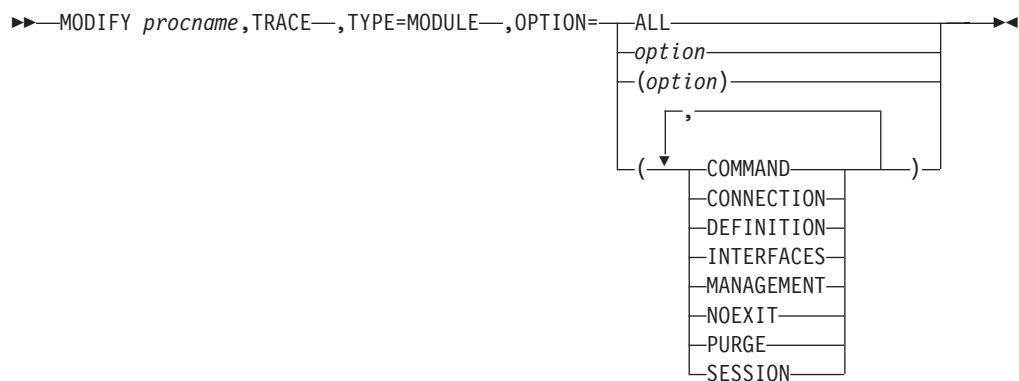 MODIFY procname,TRACE ,TYPE=MODULE ,OPTION= ALL
option
(option)
,
( COMMAND )
CONNECTION
DEFINITION
INTERFACES
MANAGEMENT
NOEXIT
PURGE
SESSION